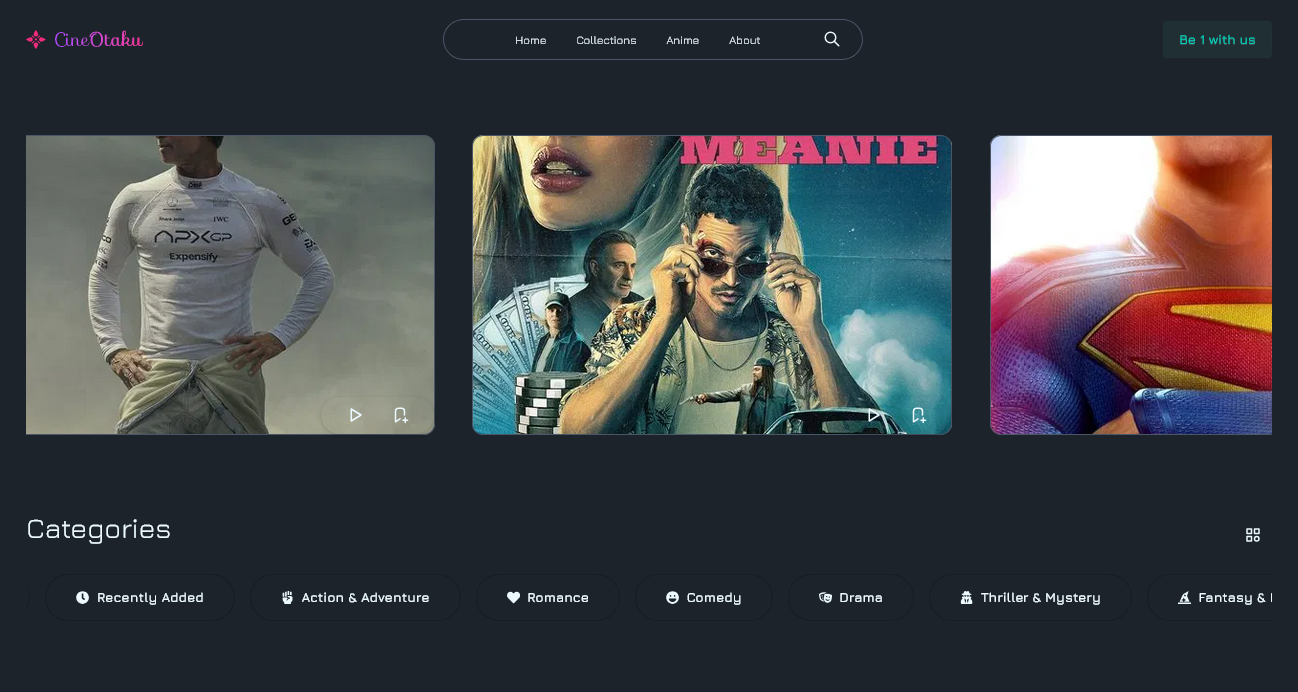 CineOtaku
Home Collections Anime About
Be 1 with us
IWC
APXGP
Expensify
MEANIE
Categories
Recently Added Action & Adventure Romance Comedy Drama Thriller & Mystery Fantasy &